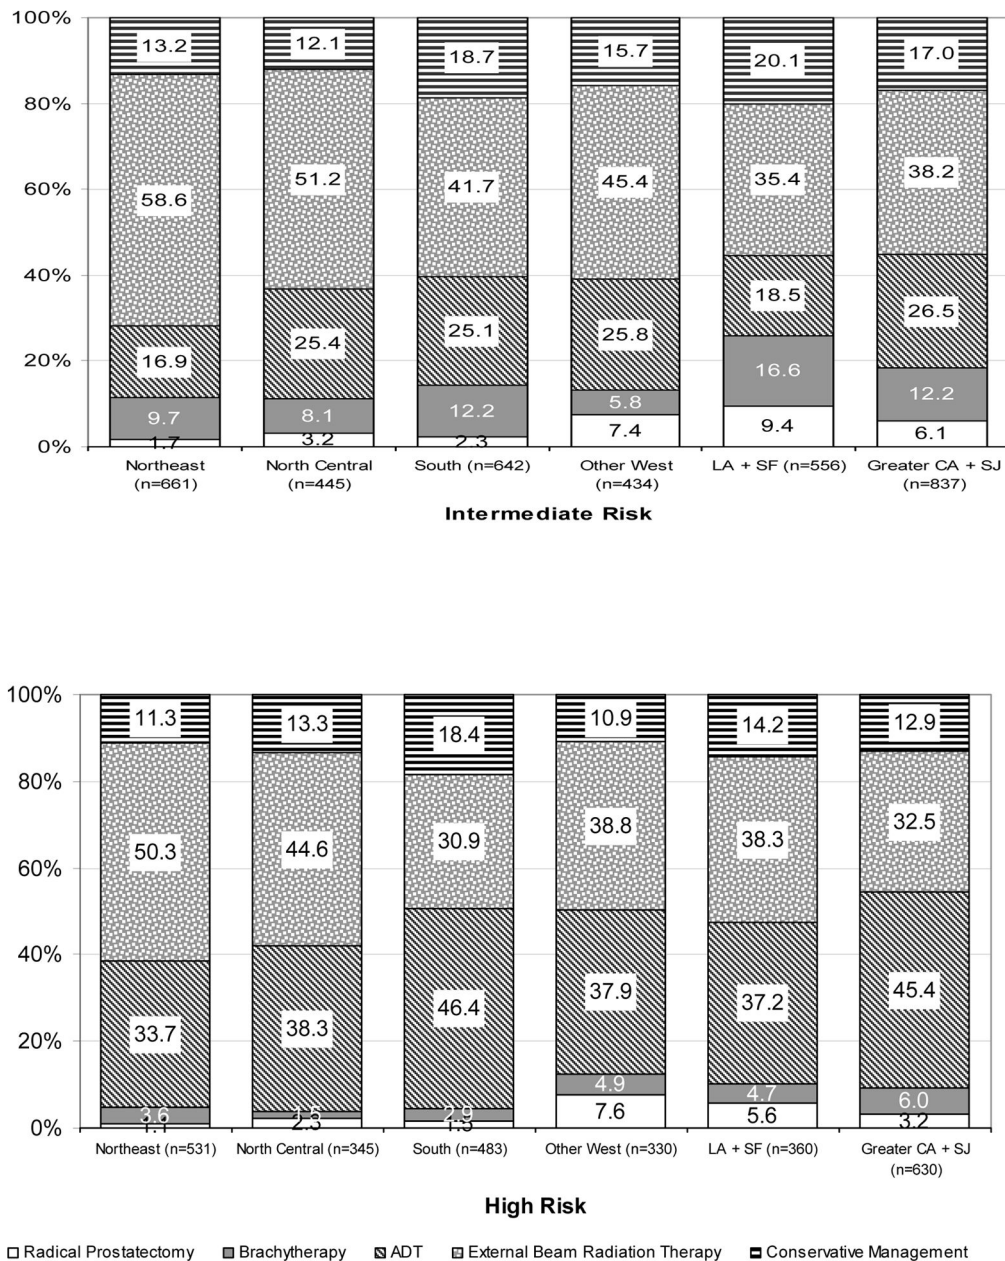 100%
13.2 12.1 18.7 15.7 20.1 17.0
80%
58.6 51.2 41.7 45.4 35.4 38.2
60%
40%
16.9 25.4 25.1 25.8 18.5 26.5
20%
9.7 8.1 12.2 5.8 16.6 12.2
1.7 3.2 2.3 7.4 9.4 6.1
0%
Northeast North Central South (n=642) Other West LA + SF (n=556) Greater CA + SJ
(n=661) (n=445) (n=434) (n=837)
Intermediate Risk
100%
11.3 13.3 18.4 10.9 14.2 12.9
80%
50.3 44.6 30.9 38.8 38.3 32.5
60%
40%
33.7 38.3 46.4 37.9 37.2 45.4
20%
3.6 2.9 4.9 4.7 6.0
2.3 7.6 5.6 3.2
0%
Northeast (n=531) North Central (n=345) South (n=483) Other West (n=330) LA + SF (n=360) Greater CA + SJ
(n=630)
High Risk
Radical Prostatectomy Brachytherapy ADT External Beam Radiation Therapy Conservative Management